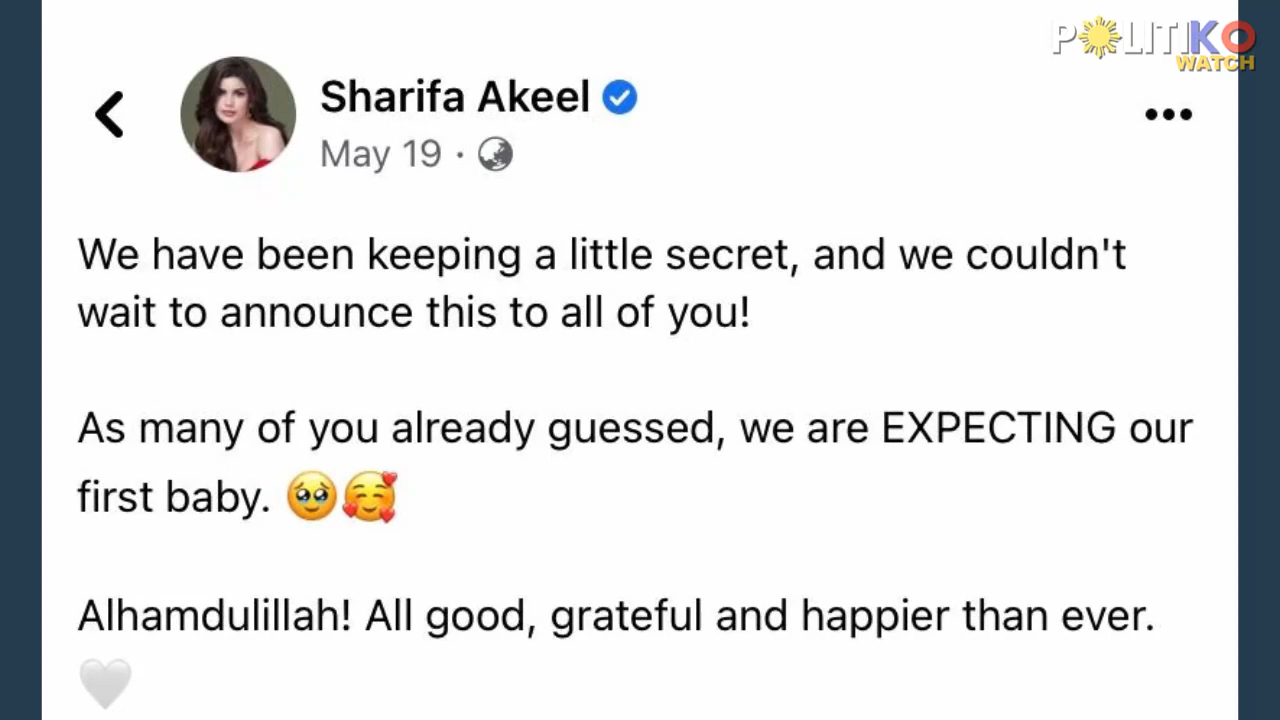 POLITIKO
WATCH
Sharifa Akeel
May 19 ·
We have been keeping a little secret, and we couldn't
wait to announce this to all of you!
As many of you already guessed, we are EXPECTING our
first baby. 🥹🥰
Alhamdulillah! All good, grateful and happier than ever.
🤍